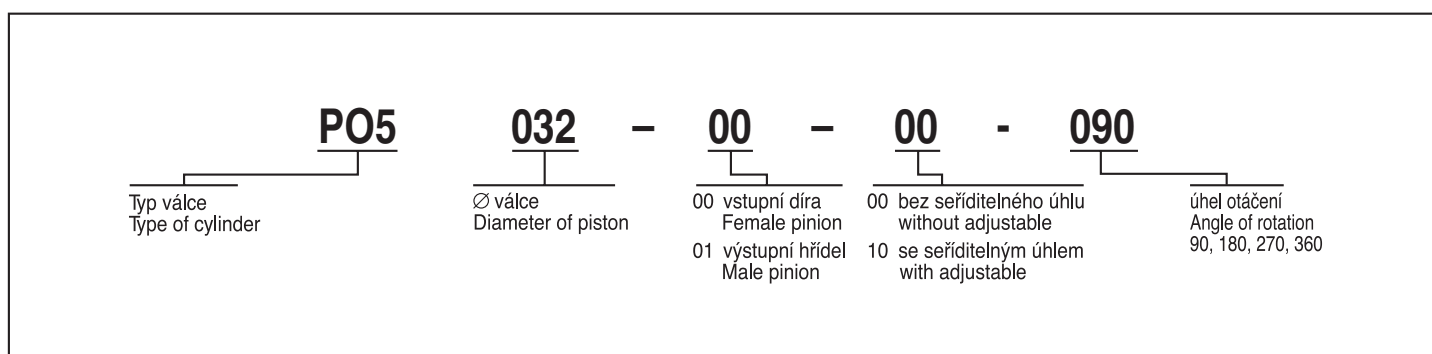 PO5 032 – 00 – 00 - 090
Typ válce
Type of cylinder
∅ válce
Diameter of piston
00 vstupní díra
Female pinion
01 výstupní hřídel
Male pinion
00 bez seříditelného úhlu
without adjustable
10 se seříditelným úhlem
with adjustable
úhel otáčení
Angle of rotation
90, 180, 270, 360